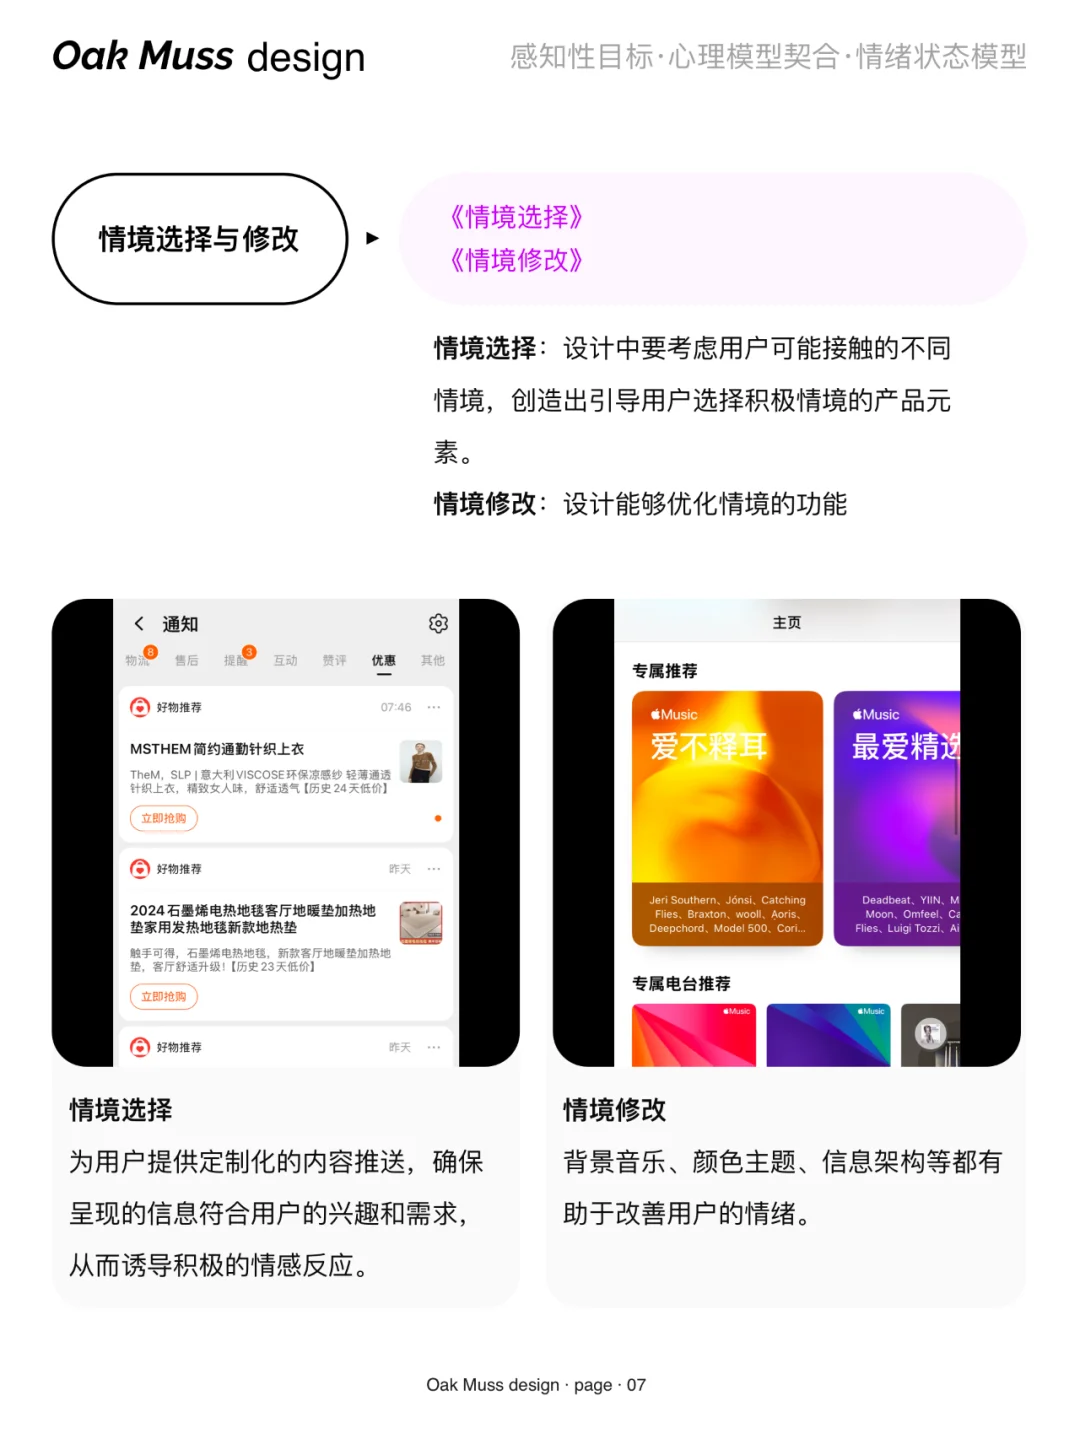 Oak Muss design
感知性目标·心理模型契合·情绪状态模型
情境选择与修改
《情境选择》
《情境修改》
情境选择：设计中要考虑用户可能接触的不同
情境，创造出引导用户选择积极情境的产品元
素。
情境修改：设计能够优化情境的功能
通知
物流 8 售后 提醒 3 互动 赞评 优惠 其他
好物推荐 07:46
MSTHEM简约通勤针织上衣
TheM，SLP | 意大利VISCOSE环保凉感纱 轻薄通透
针织上衣，精致女人味，舒适透气【历史24天低价】
立即抢购
好物推荐 昨天
2024石墨烯电热地毯客厅地暖垫加热地
垫家用发热地毯新款地热垫
触手可得，石墨烯电热地毯，新款客厅地暖垫加热地
垫，客厅舒适升级！【历史23天低价】
立即抢购
好物推荐 昨天
主页
专属推荐
Music
爱不释耳
Jeri Southern、Jónsi、Catching
Flies、Braxton、wooll、Aoris、
Deepchord、Model 500、Cori...
Music
最爱精选
Deadbeat、YIIN、M
Moon、Omfeel、Ca
Flies、Luigi Tozzi、Ai
专属电台推荐
Music
Music
情境选择
为用户提供定制化的内容推送，确保
呈现的信息符合用户的兴趣和需求，
从而诱导积极的情感反应。
情境修改
背景音乐、颜色主题、信息架构等都有
助于改善用户的情绪。
Oak Muss design · page · 07